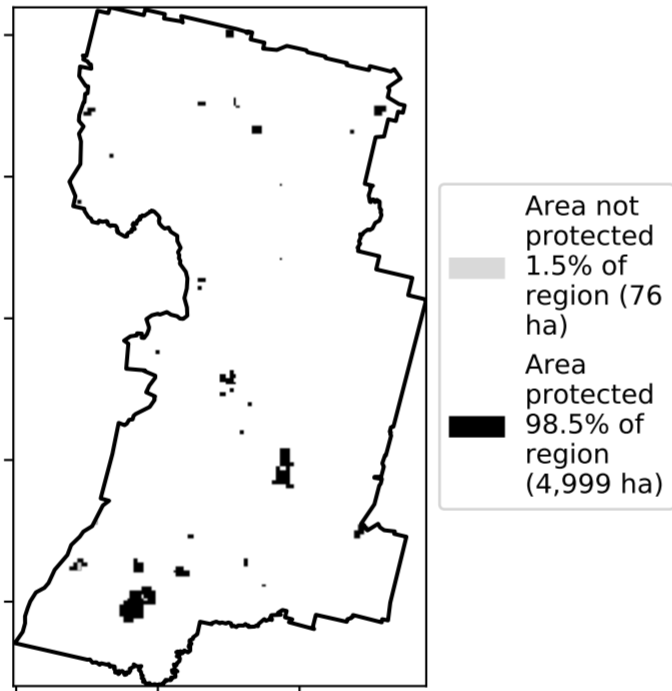 Area not
protected
1.5% of
region (76
ha)
Area
protected
98.5% of
region
(4,999 ha)